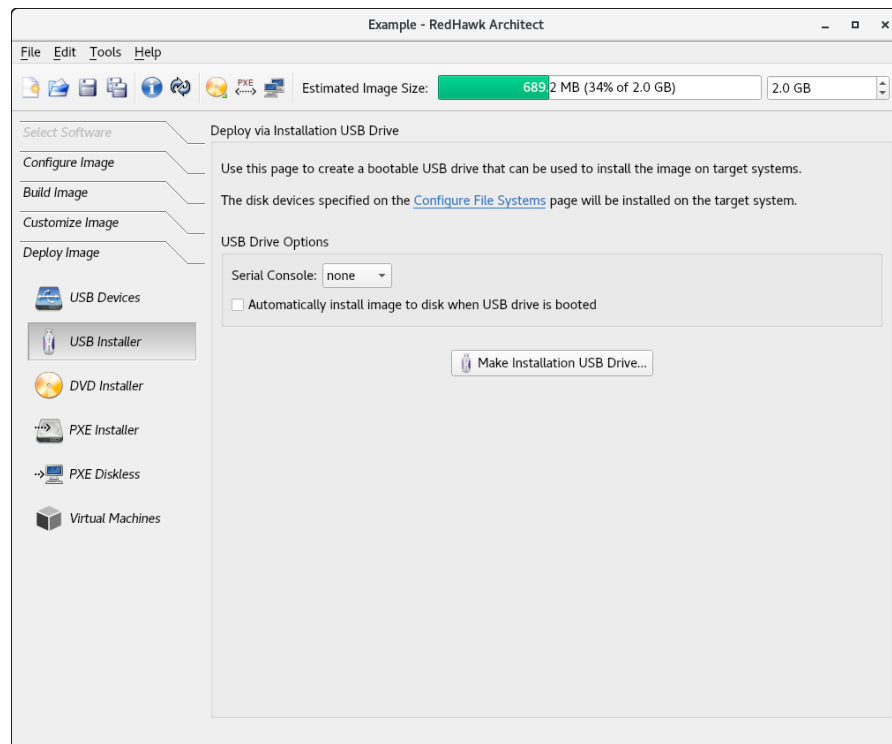 Example - RedHawk Architect
File Edit Tools Help
PXE
Estimated Image Size: 689.2 MB (34% of 2.0 GB) 2.0 GB
Select Software
Configure Image
Build Image
Customize Image
Deploy Image
USB Devices
USB Installer
DVD Installer
PXE Installer
PXE Diskless
Virtual Machines
Deploy via Installation USB Drive
Use this page to create a bootable USB drive that can be used to install the image on target systems.
The disk devices specified on the Configure File Systems page will be installed on the target system.
USB Drive Options
Serial Console: none
Automatically install image to disk when USB drive is booted
Make Installation USB Drive...